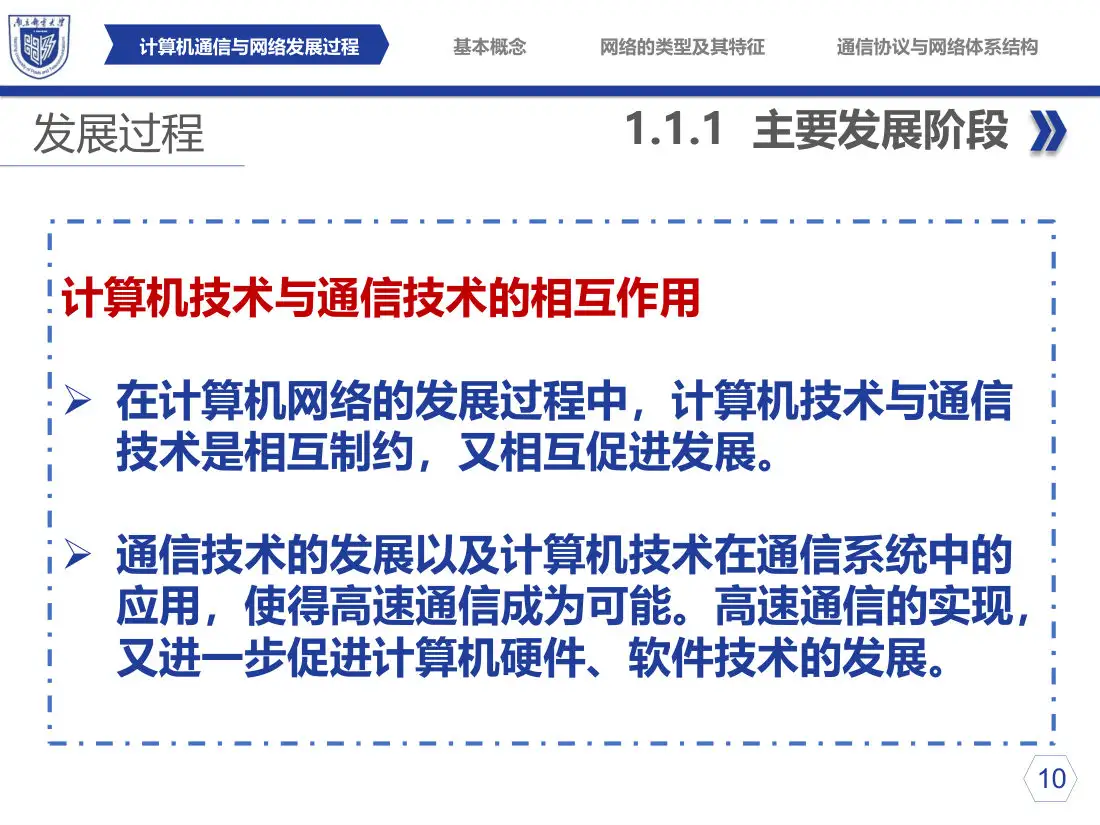 南京邮电大学
计算机通信与网络发展过程
基本概念
网络的类型及其特征
通信协议与网络体系结构
发展过程
1.1.1 主要发展阶段
计算机技术与通信技术的相互作用
在计算机网络的发展过程中，计算机技术与通信
技术是相互制约，又相互促进发展。
通信技术的发展以及计算机技术在通信系统中的
应用，使得高速通信成为可能。高速通信的实现，
又进一步促进计算机硬件、软件技术的发展。
10